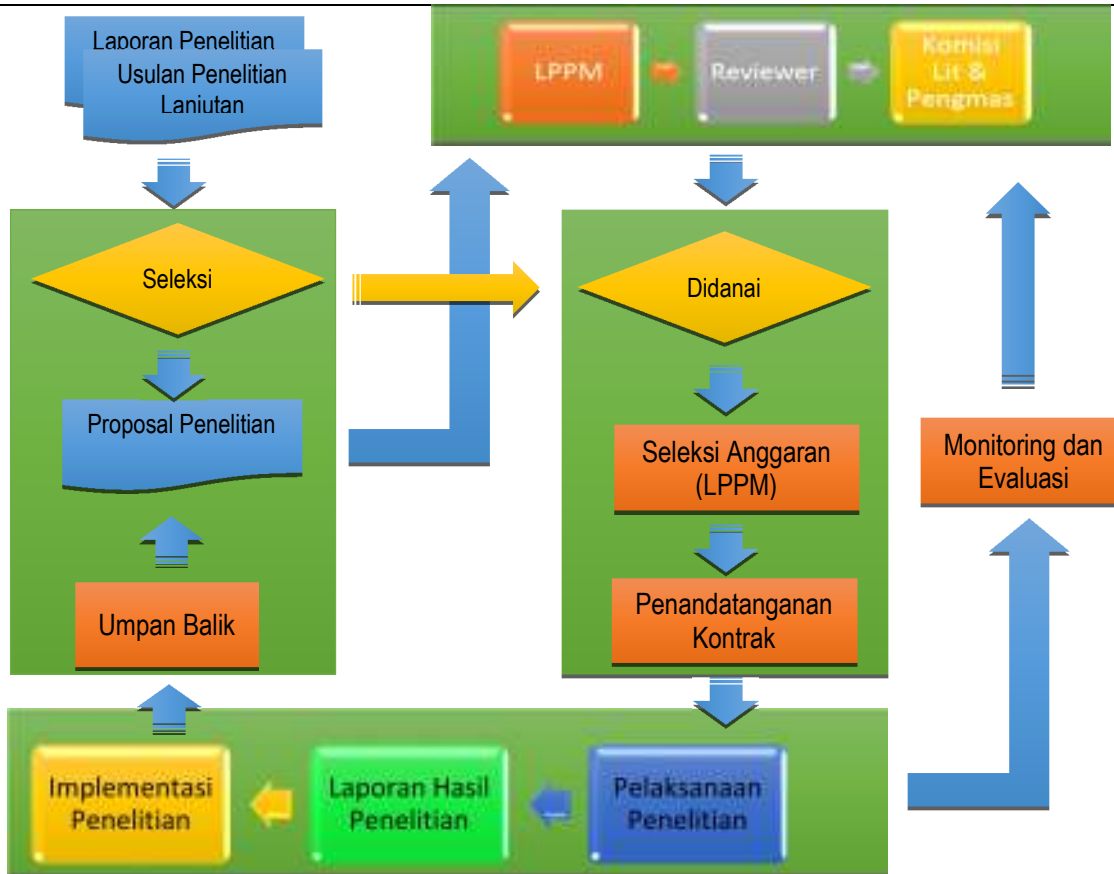 Laporan Penelitian
Usulan Penelitian
Lanjutan
LPPM
Reviewer
Komisi
Lit &
Pengmas
Seleksi
Didanai
Proposal Penelitian
Seleksi Anggaran
(LPPM)
Monitoring dan
Evaluasi
Umpan Balik
Penandatanganan
Kontrak
Implementasi
Penelitian
Laporan Hasil
Penelitian
Pelaksanaan
Penelitian